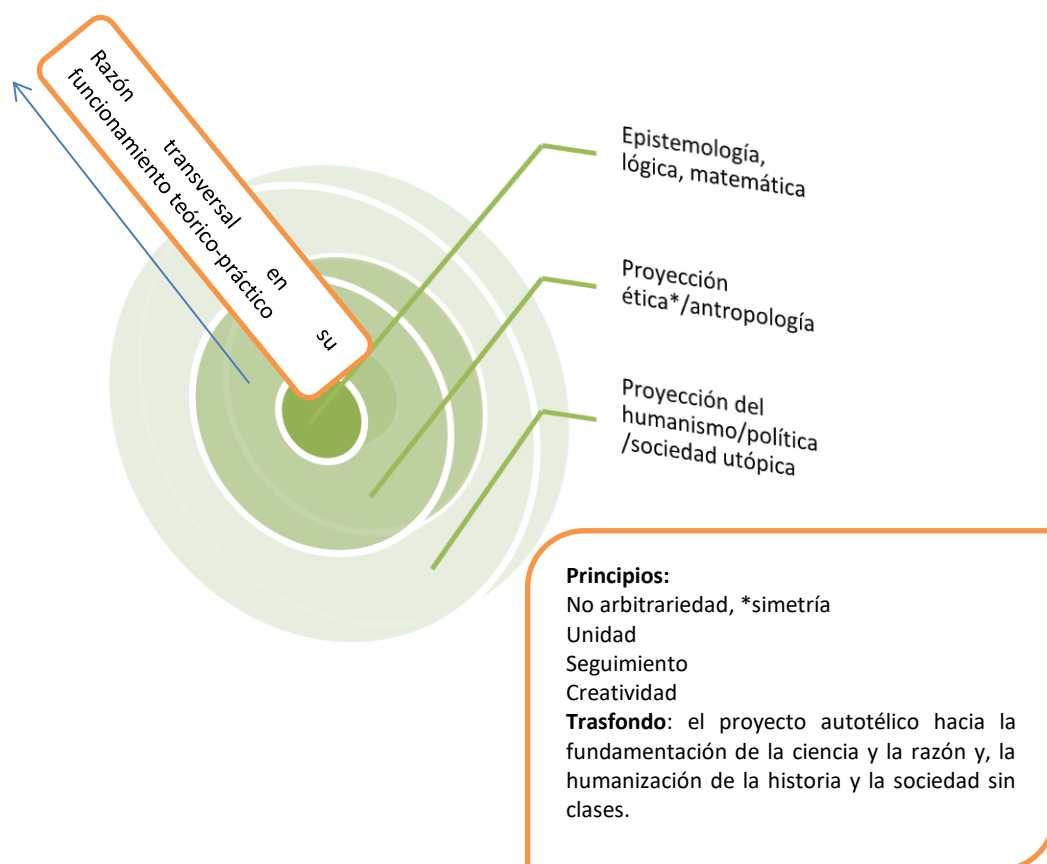 Razón transversal en su
funcionamiento teórico-práctico
Epistemología,
lógica, matemática
Proyección
ética*/antropología
Proyección del
humanismo/política
/sociedad utópica
Principios:
No arbitrariedad, *simetría
Unidad
Seguimiento
Creatividad
Trasfondo: el proyecto autotélico hacia la
fundamentación de la ciencia y la razón y, la
humanización de la historia y la sociedad sin
clases.